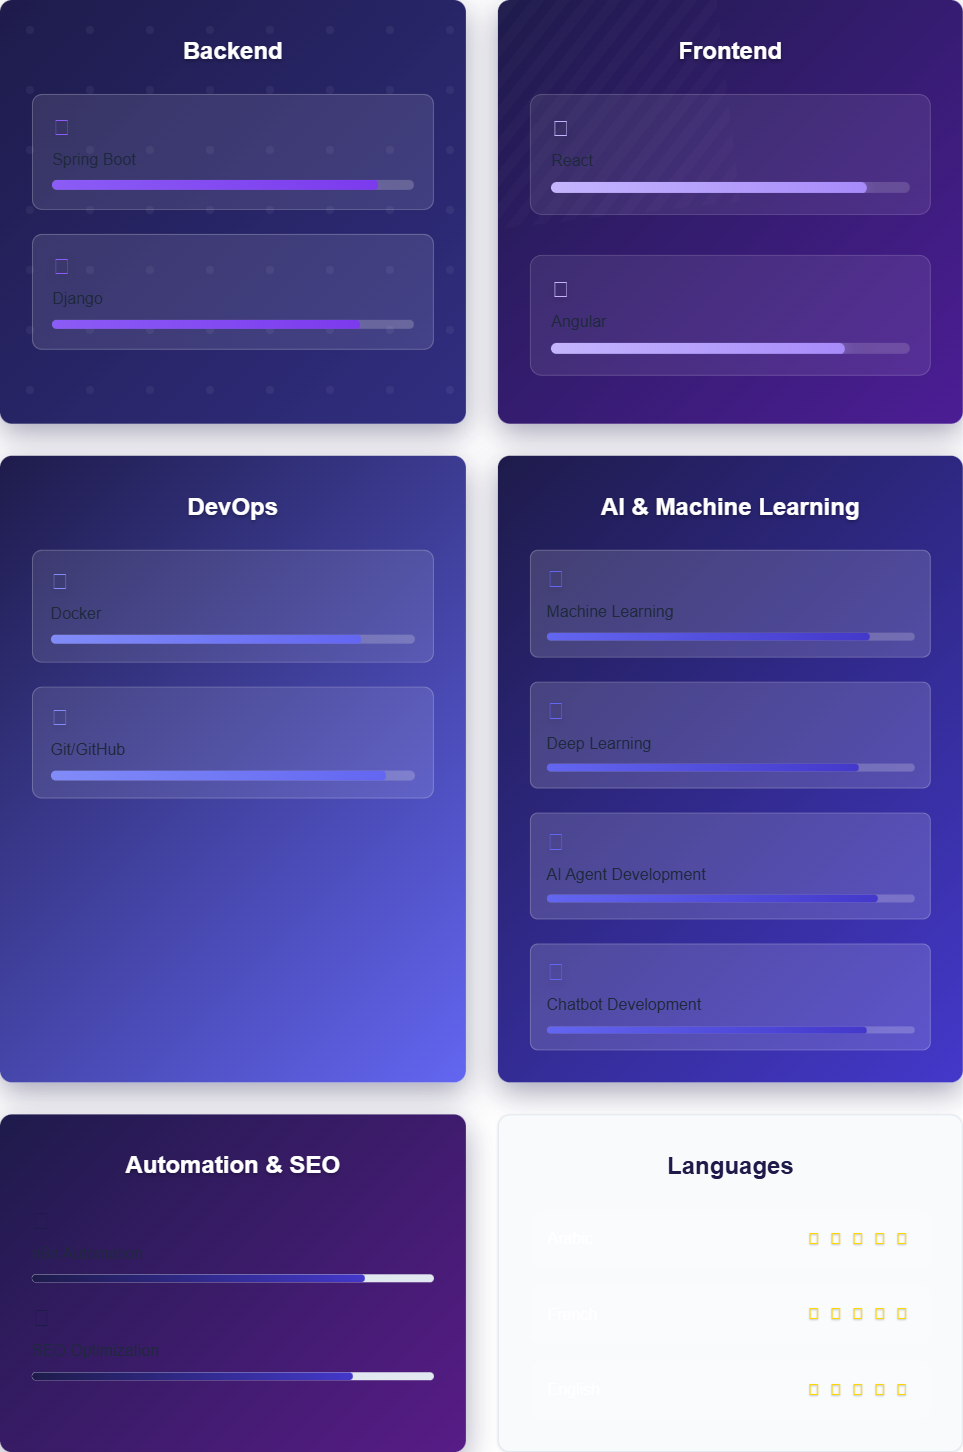 Backend
Spring Boot
Django
Frontend
React
Angular
DevOps
Docker
Git/GitHub
AI & Machine Learning
Machine Learning
Deep Learning
AI Agent Development
Chatbot Development
Automation & SEO
SEO Optimization
Languages
Arabic
French
English